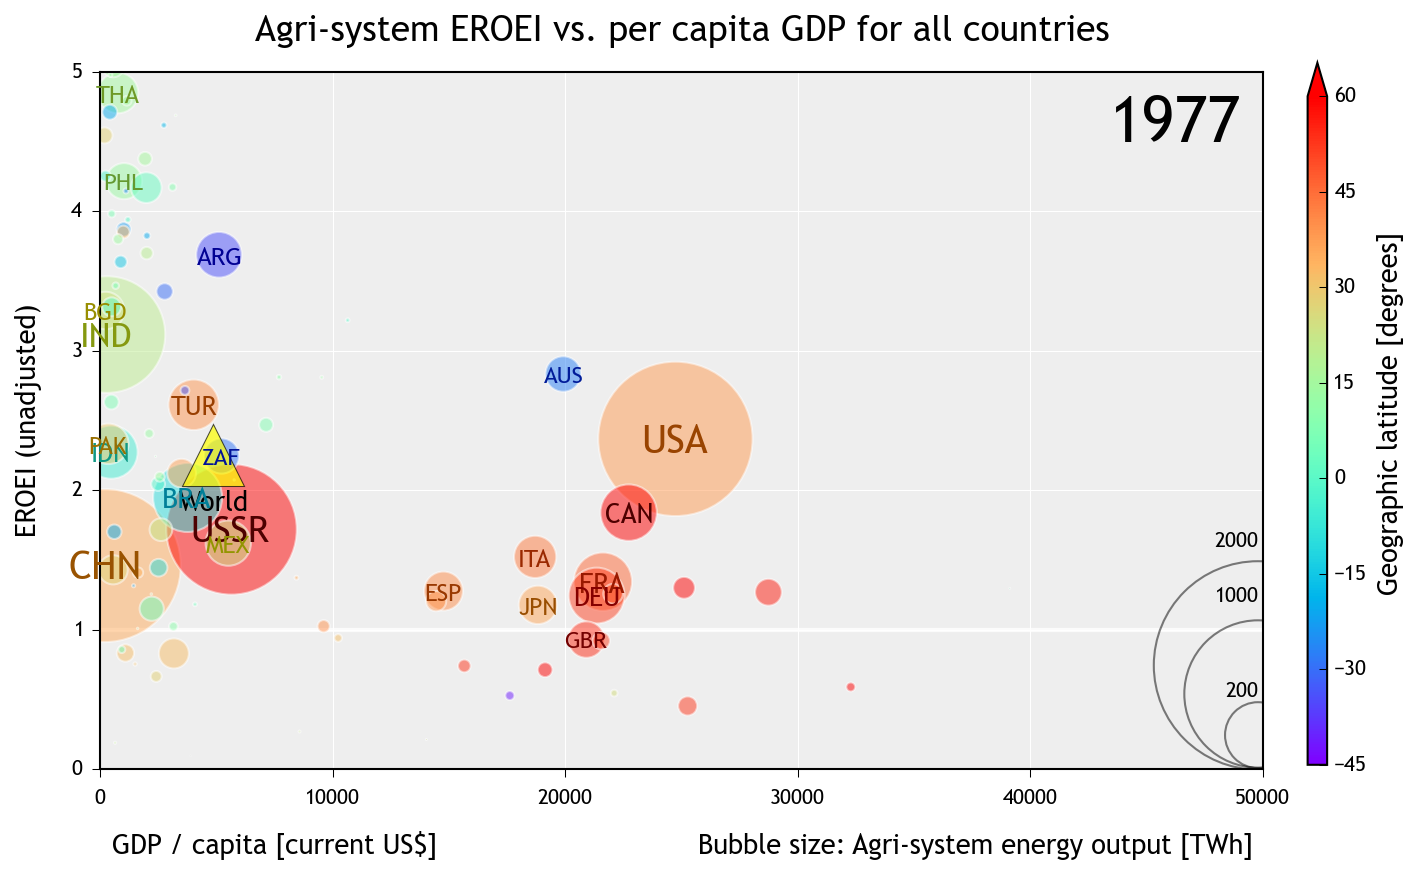 Agri-system EROEI vs. per capita GDP for all countries
1977
EROEI (unadjusted)
5
4
3
2
1
0
THA
PHL
ARG
BGD
IND
AUS
TUR
USA
PAK
IDN
ZAF
BRA
World
CAN
USSR
MEX
CHN
ITA
FRA
ESP
DEU
JPN
GBR
2000
1000
200
0
10000
20000
30000
40000
50000
GDP / capita [current US$]
Bubble size: Agri-system energy output [TWh]
60
45
30
15
0
−15
−30
−45
Geographic latitude [degrees]